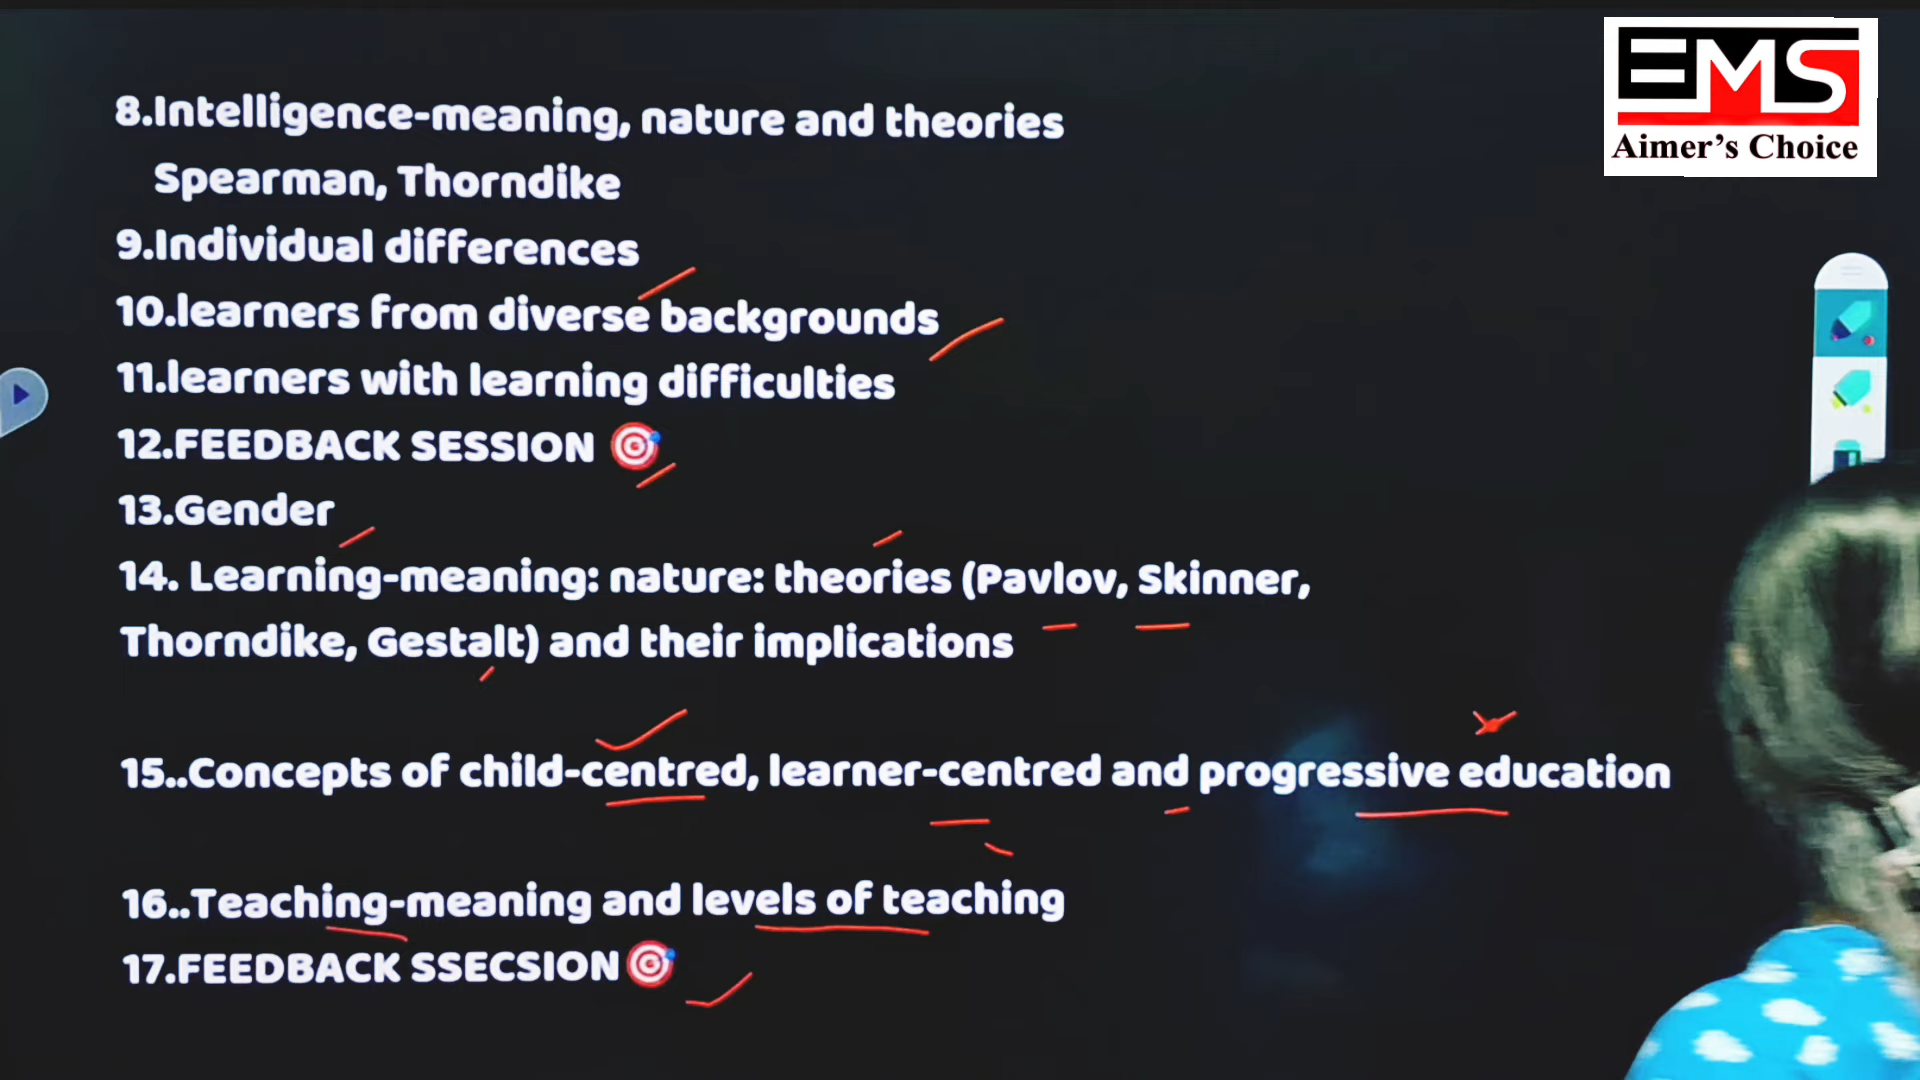 EMS
Aimer's Choice
8.Intelligence-meaning, nature and theories
Spearman, Thorndike
9.Individual differences
10.learners from diverse backgrounds
11.learners with learning difficulties
12.FEEDBACK SESSION 🎯
13.Gender
14. Learning-meaning: nature: theories (Pavlov, Skinner,
Thorndike, Gestalt) and their implications
15..Concepts of child-centred, learner-centred and progressive education
16..Teaching-meaning and levels of teaching
17.FEEDBACK SSECSION🎯